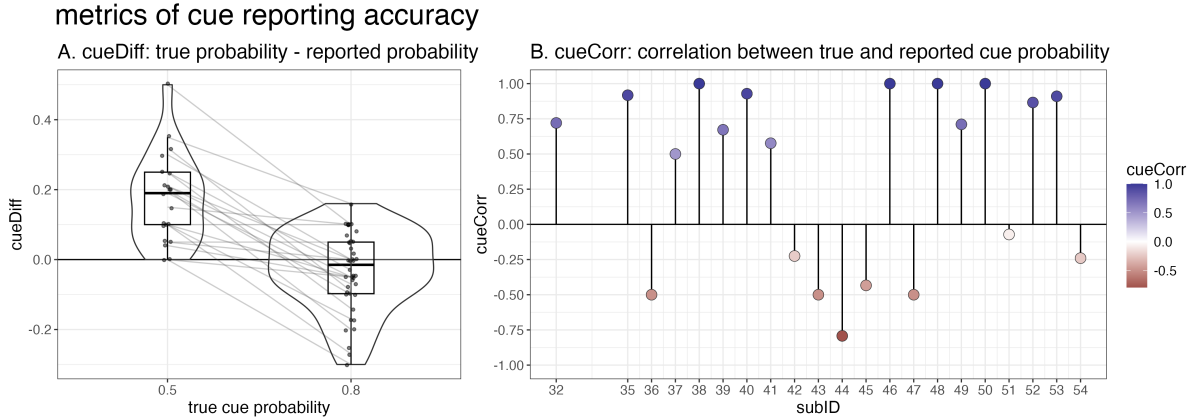 metrics of cue reporting accuracy
A. cueDiff: true probability - reported probability
cueDiff
0.4
0.2
0.0
-0.2
0.5 0.8
true cue probability
B. cueCorr: correlation between true and reported cue probability
cueCorr
1.00
0.75
0.50
0.25
0.00
-0.25
-0.50
-0.75
-1.00
32 35 36 37 38 39 40 41 42 43 44 45 46 47 48 49 50 51 52 53 54
subID
cueCorr
1.0
0.5
0.0
-0.5